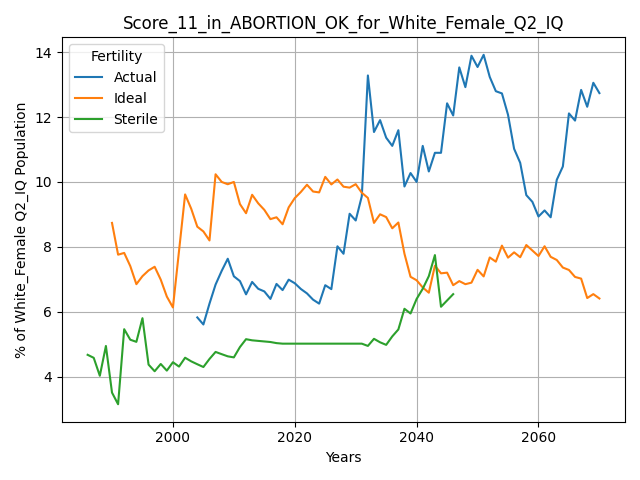 Score_11_in_ABORTION_OK_for_White_Female_Q2_IQ
Fertility
Actual
Ideal
Sterile
% of White_Female Q2_IQ Population
14
12
10
8
6
4
2000
2020
2040
2060
Years